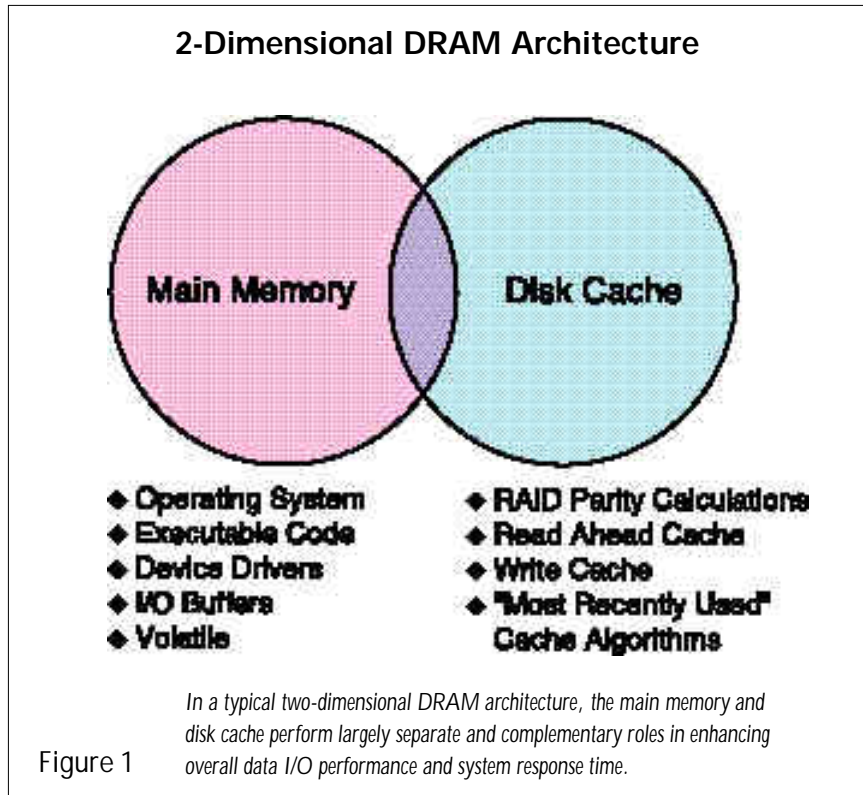 2-Dimensional DRAM Architecture
Main Memory
Disk Cache
◆ Operating System
◆ Executable Code
◆ Device Drivers
◆ I/O Buffers
◆ Volatile
◆ RAID Parity Calculations
◆ Read Ahead Cache
◆ Write Cache
◆ "Most Recently Used"
Cache Algorithms
Figure 1
In a typical two-dimensional DRAM architecture, the main memory and
disk cache perform largely separate and complementary roles in enhancing
overall data I/O performance and system response time.